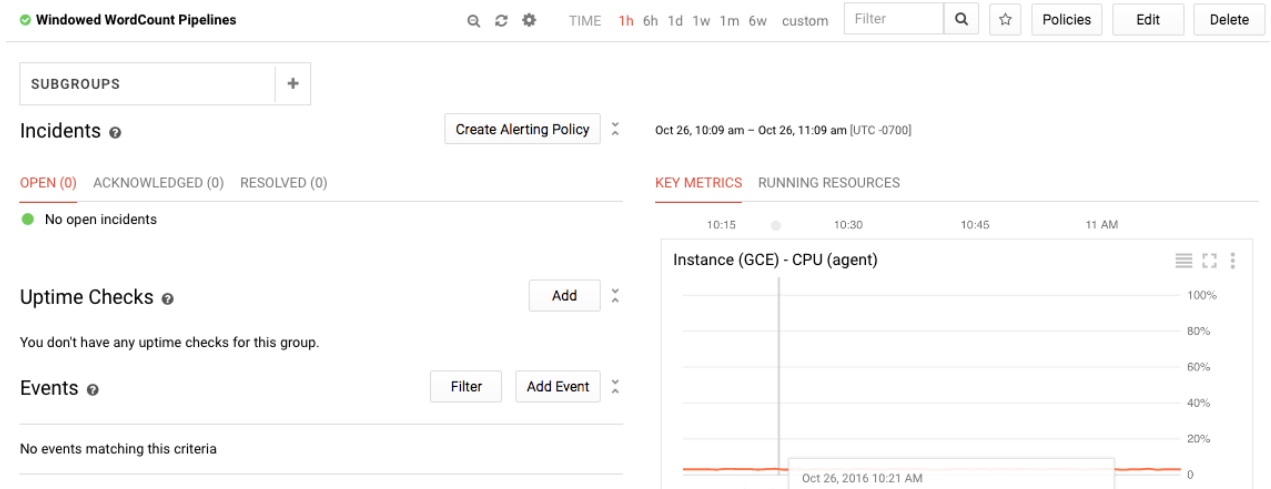 Windowed WordCount Pipelines
TIME 1h 6h 1d 1w 1m 6w custom Filter Policies Edit Delete
SUBGROUPS +
Incidents ?
Create Alerting Policy
OPEN (0) ACKNOWLEDGED (0) RESOLVED (0)
No open incidents
Uptime Checks ?
Add
You don't have any uptime checks for this group.
Events ?
Filter Add Event
No events matching this criteria
Oct 26, 10:09 am – Oct 26, 11:09 am [UTC -0700]
KEY METRICS RUNNING RESOURCES
10:15 10:30 10:45 11 AM
Instance (GCE) - CPU (agent)
100%
80%
60%
40%
20%
0
Oct 26, 2016 10:21 AM